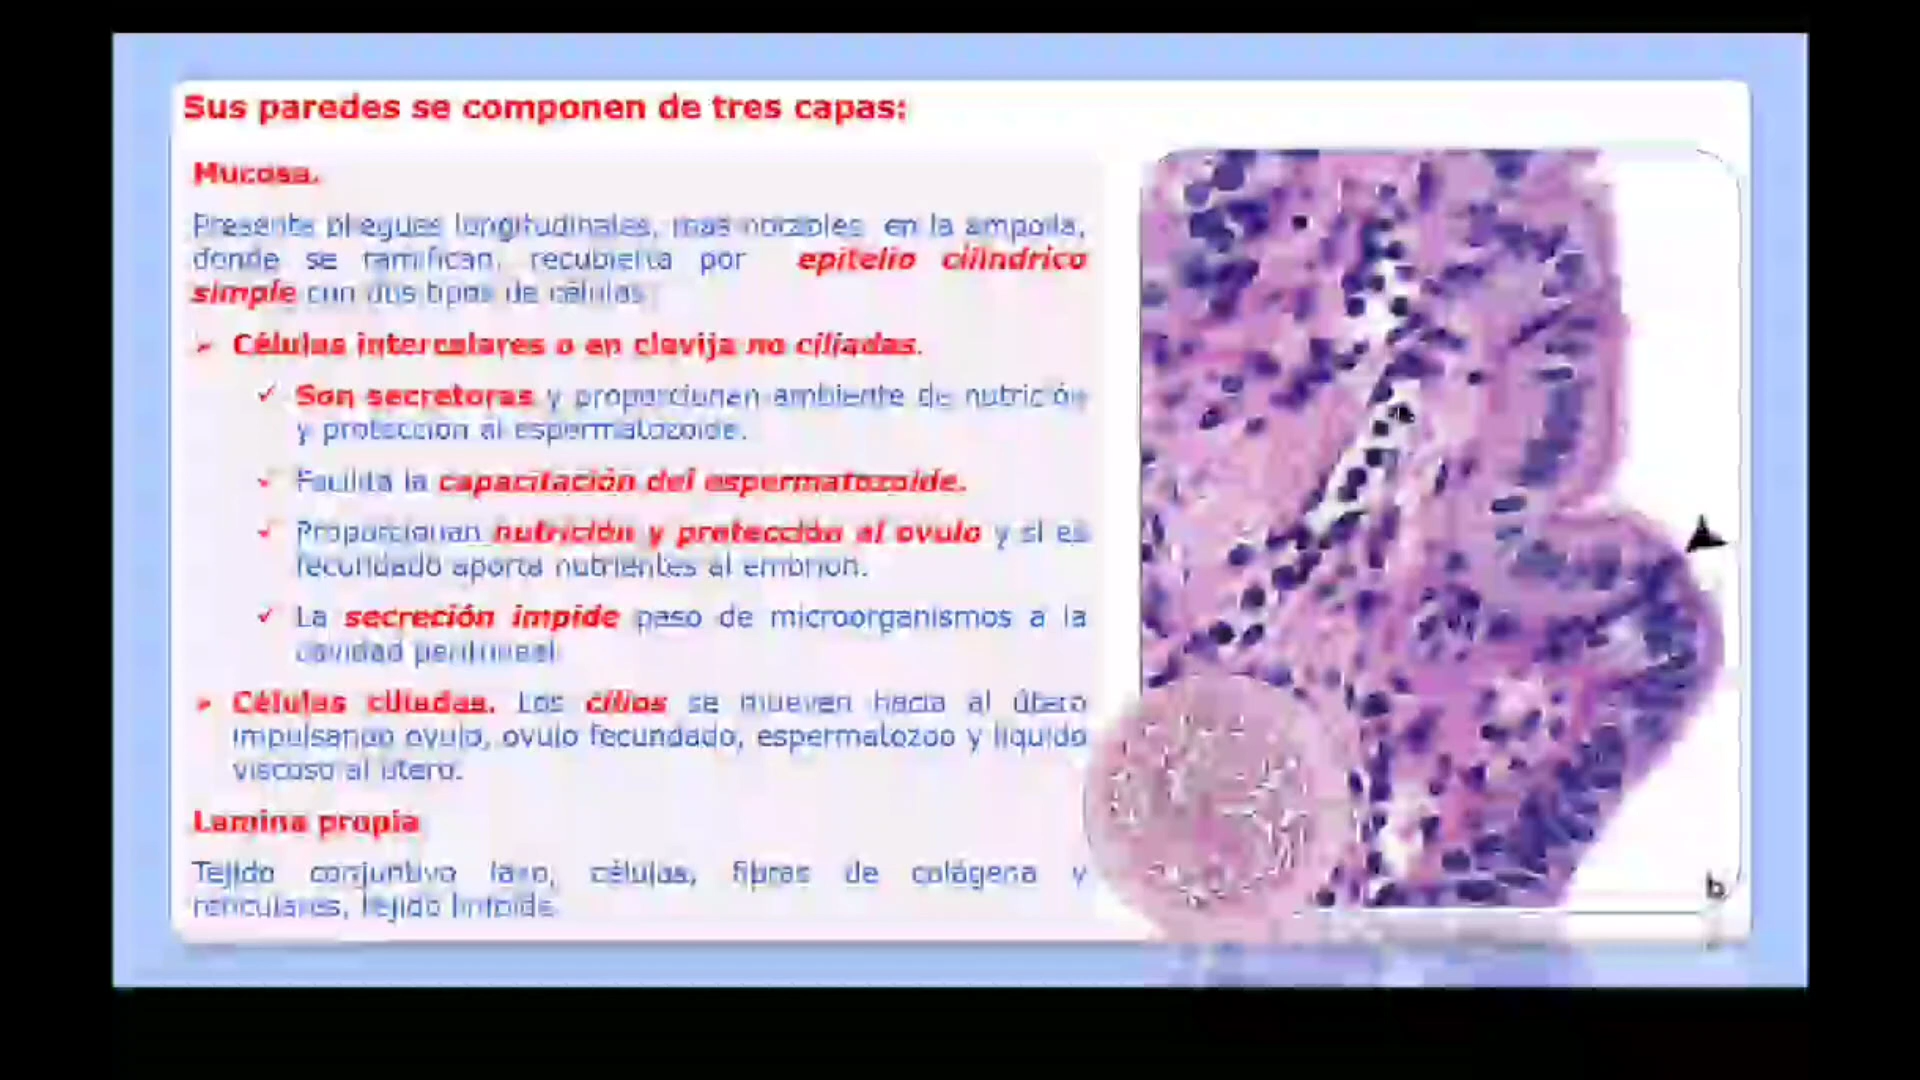 Sus paredes se componen de tres capas:
Mucosa.
Presenta pliegues longitudinales, mas notables en la ampolla,
donde se ramifican, recubierta por epitelio cilíndrico
simple con dos tipos de células:
Células intercalares o en clavija no ciliadas.
✓ Son secretoras y proporcionan ambiente de nutrición
y protección al espermatozoide.
✓ Facilita la capacitación del espermatozoide.
✓ Proporcionan nutrición y protección al ovulo y si es
fecundado aporta nutrientes al embrión.
✓ La secreción impide paso de microorganismos a la
cavidad peritoneal
Células ciliadas. Los cilios se mueven hacia al útero
impulsando ovulo, ovulo fecundado, espermatozoo y liquido
viscoso al útero.
Lamina propia
Tejido conjuntivo laxo, células, fibras de colágena y
reticulares, tejido linfoide.
b